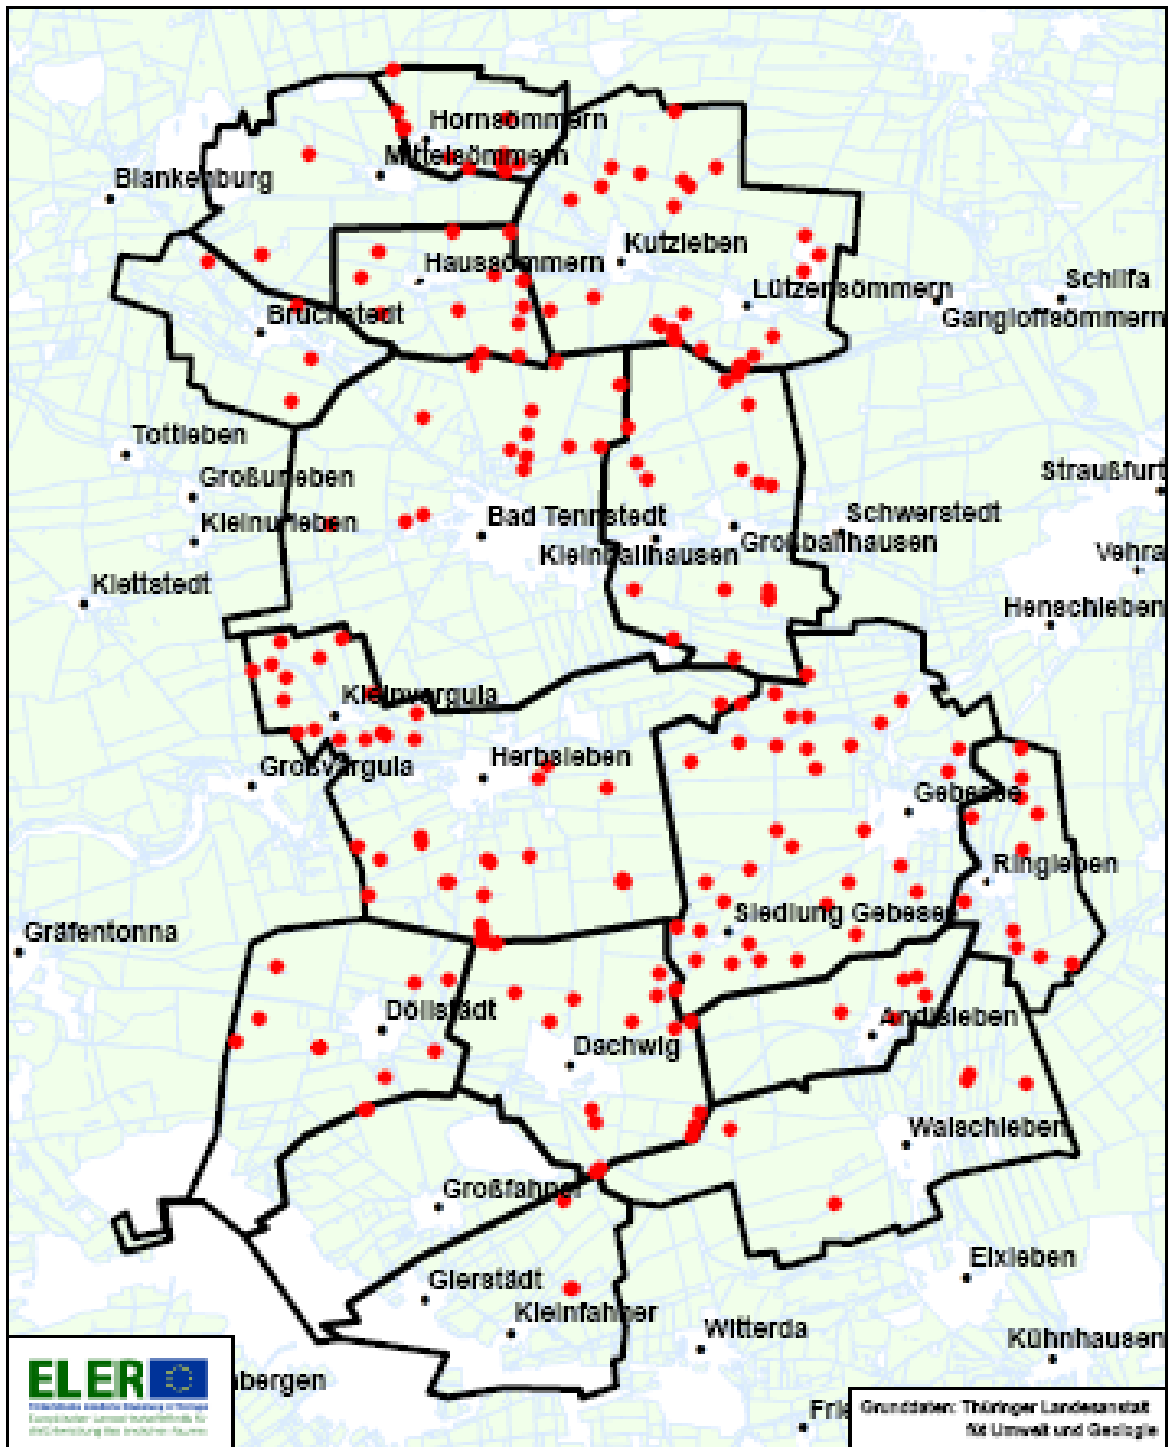 Hornsömmern
Mittelsömmern
Blankenburg
Kutzleben
Haussömmern
Schilfa
Lützensömmern
Bruchstedt
Gangloffsömmern
Tottleben
Straußfurt
Großurleben
Kleinurleben
Bad Tennstedt
Schwerstedt
Großballhausen
Kleinballhausen
Vehra
Klettstedt
Henschleben
Kleinvargula
Herbsleben
Großvargula
Gebesee
Ringleben
Siedlung Gebesee
Gräfentonna
Döllstädt
Andisleben
Dachwig
Walschleben
Großfahner
Elxleben
Gierstädt
Kleinfahner
Witterda
Kühnhausen
ELER
nbergen
Frie
Grunddaten: Thüringer Landesanstalt
für Umwelt und Geologie